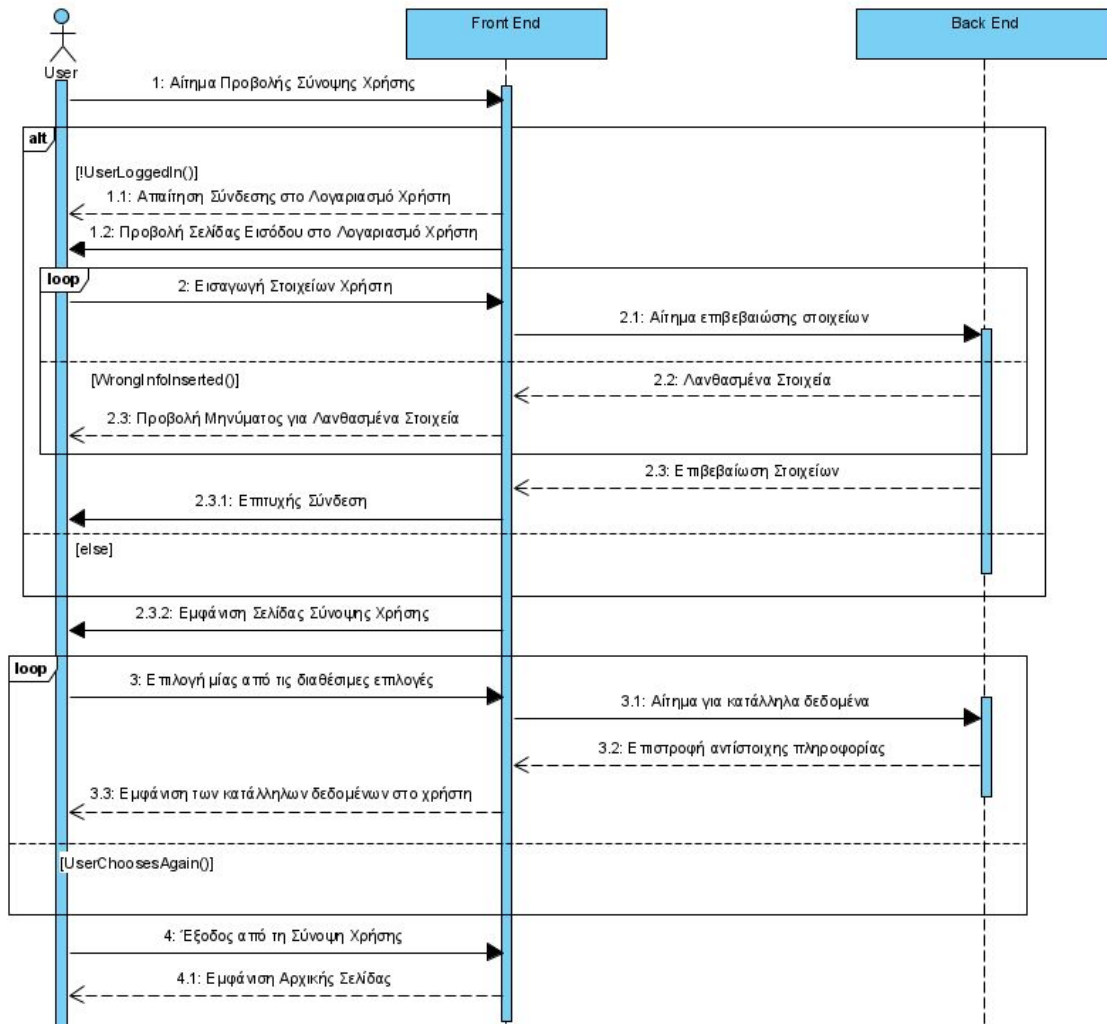 User
Front End
Back End
1: Αίτημα Προβολής Σύνοψης Χρήσης
alt
[!UserLoggedIn()]
1.1: Απαίτηση Σύνδεσης στο Λογαριασμό Χρήστη
1.2: Προβολή Σελίδας Εισόδου στο Λογαριασμό Χρήστη
loop
2: Εισαγωγή Στοιχείων Χρήστη
2.1: Αίτημα επιβεβαιώσης στοιχείων
[WrongInfoInserted()]
2.2: Λανθασμένα Στοιχεία
2.3: Προβολή Μηνύματος για Λανθασμένα Στοιχεία
2.3: Επιβεβαίωση Στοιχείων
2.3.1: Επιτυχής Σύνδεση
[else]
2.3.2: Εμφάνιση Σελίδας Σύνοψης Χρήσης
loop
3: Επιλογή μίας από τις διαθέσιμες επιλογές
3.1: Αίτημα για κατάλληλα δεδομένα
3.2: Επιστροφή αντίστοιχης πληροφορίας
3.3: Εμφάνιση των κατάλληλων δεδομένων στο χρήστη
[UserChoosesAgain()]
4: Έξοδος από τη Σύνοψη Χρήσης
4.1: Εμφάνιση Αρχικής Σελίδας